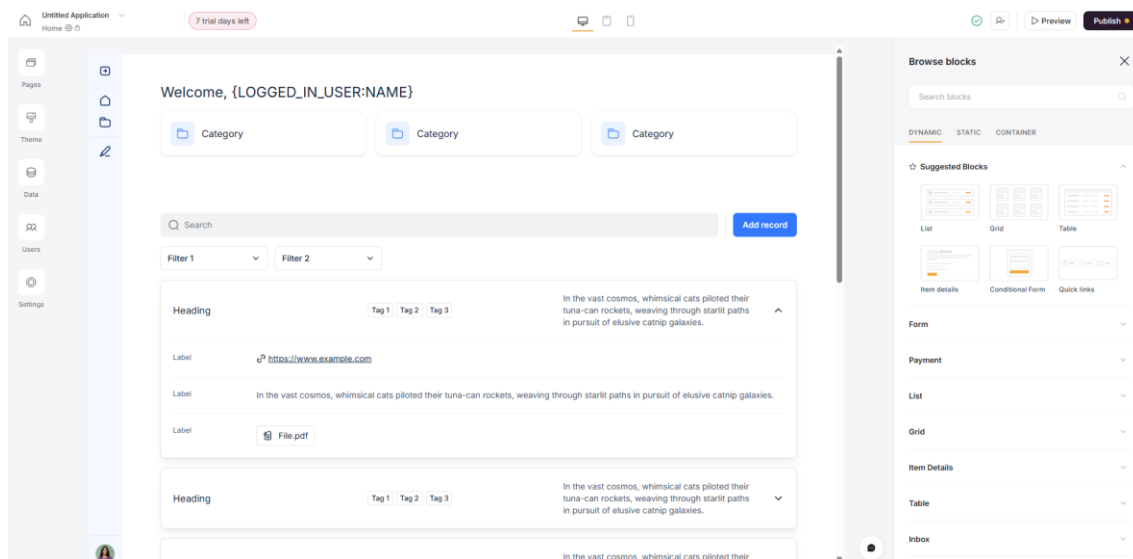 Untitled Application
Home
7 trial days left
Preview
Publish
Pages
Theme
Data
Users
Settings
Welcome, {LOGGED_IN_USER:NAME}
Category
Category
Category
Search
Add record
Filter 1
Filter 2
Heading
Tag 1 Tag 2 Tag 3
In the vast cosmos, whimsical cats piloted their
tuna-can rockets, weaving through starlit paths
in pursuit of elusive catnip galaxies.
Label
https://www.example.com
Label
In the vast cosmos, whimsical cats piloted their tuna-can rockets, weaving through starlit paths in pursuit of elusive catnip galaxies.
Label
File.pdf
Heading
Tag 1 Tag 2 Tag 3
In the vast cosmos, whimsical cats piloted their
tuna-can rockets, weaving through starlit paths
in pursuit of elusive catnip galaxies.
In the vast cosmos, whimsical cats piloted their
Browse blocks
Search blocks
DYNAMIC STATIC CONTAINER
Suggested Blocks
List Grid Table
Item details Conditional Form Quick links
Form
Payment
List
Grid
Item Details
Table
Inbox